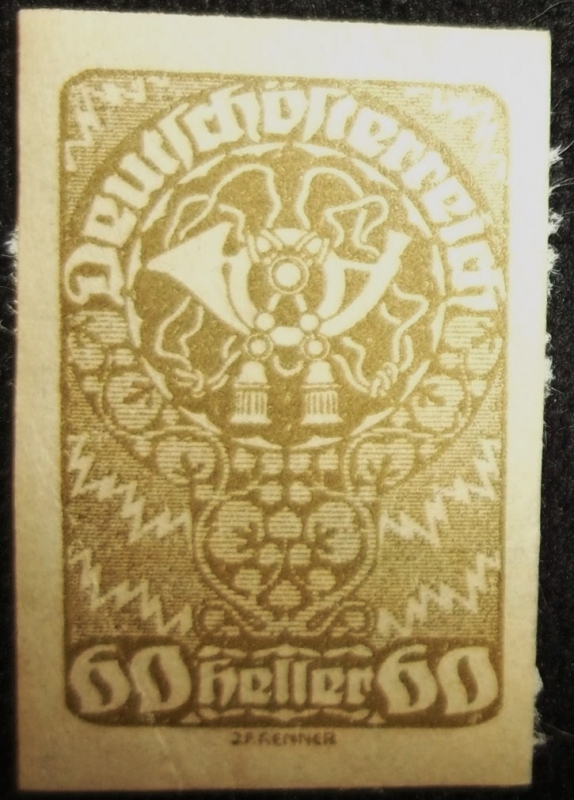 Deutschösterreich
60 heller 60
J.F.RENNER